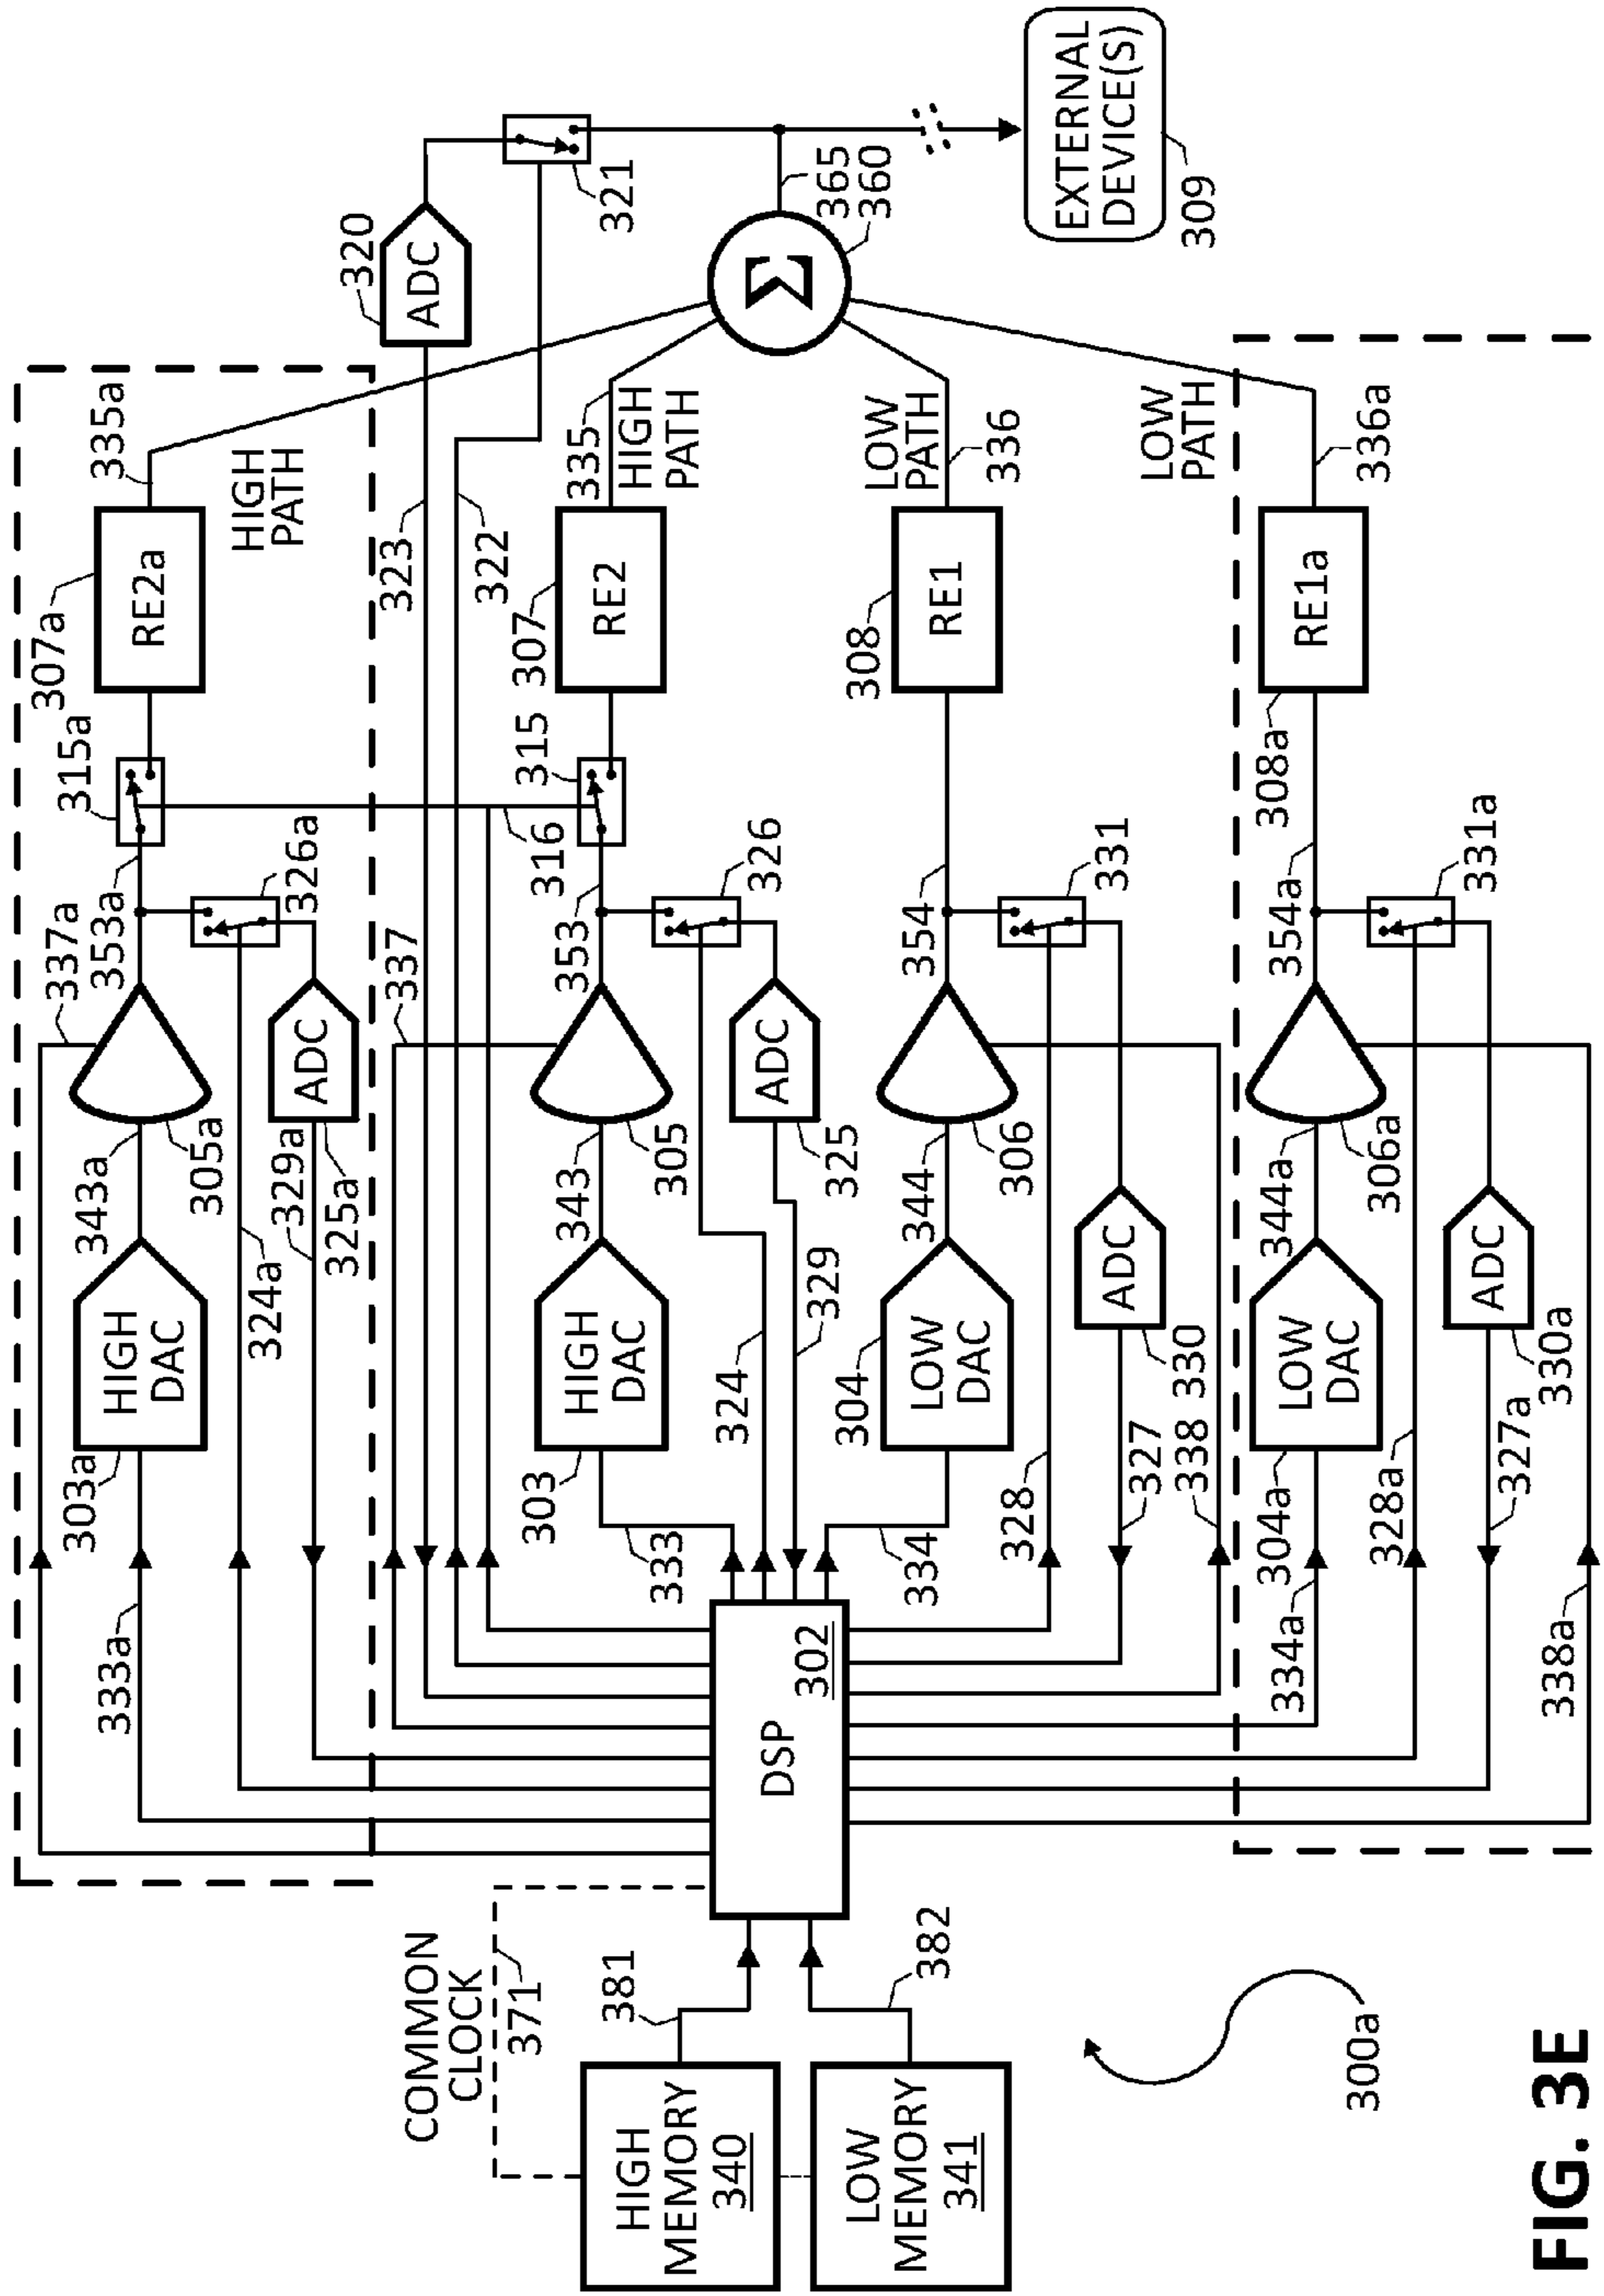 HIGH
MEMORY
340
LOW
MEMORY
341
COMMON
CLOCK
371
381
382
DSP
302
333a
303a
HIGH
DAC
343a
305a
337a
353a
315a
307a
RE2a
335a
HIGH
PATH
324a
329a
325a
ADC
326a
337
323
322
316
320
ADC
321
333
303
HIGH
DAC
343
305
353
315
307
RE2
335
HIGH
PATH
324
329
325
ADC
326
334
304
LOW
DAC
344
306
354
308
RE1
LOW
PATH
336
328
327
338
330
ADC
331
334a
304a
LOW
DAC
344a
306a
354a
308a
RE1a
LOW
PATH
336a
328a
327a
338a
330a
ADC
331a
Σ
365
360
EXTERNAL
DEVICE(S)
309
300a
FIG. 3E